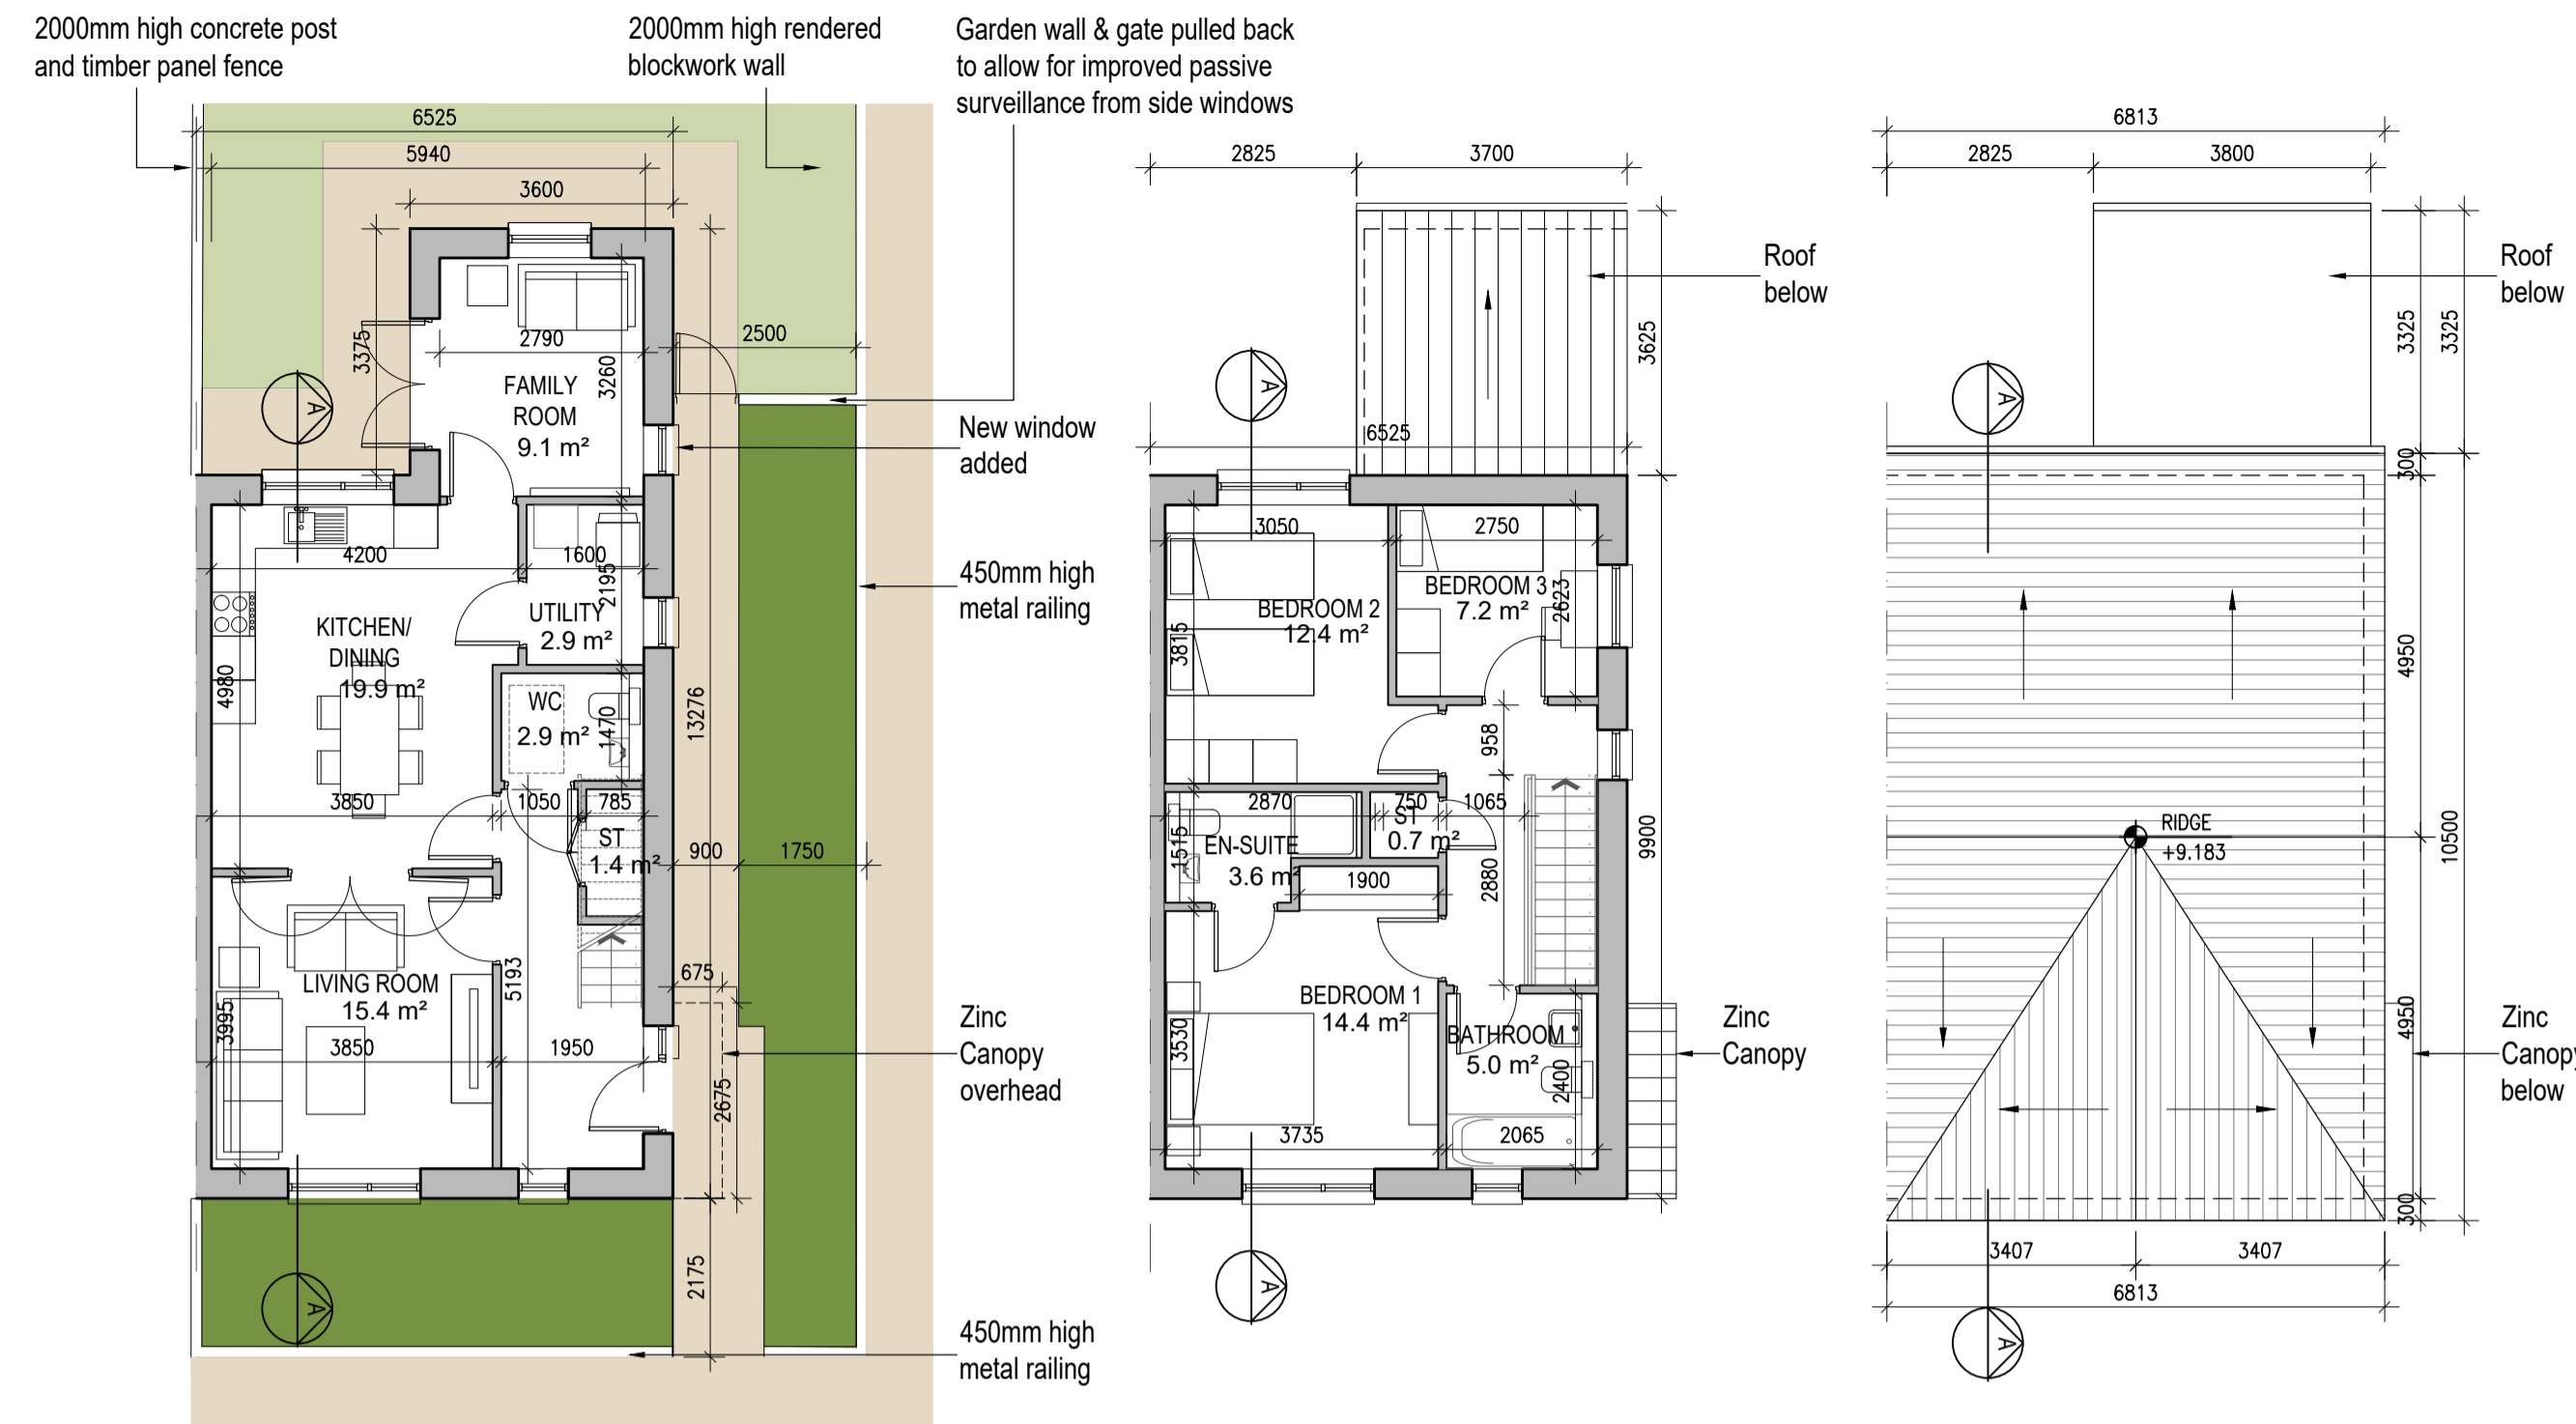 2000mm high concrete post
and timber panel fence
2000mm high rendered
blockwork wall
Garden wall & gate pulled back
to allow for improved passive
surveillance from side windows
6525
5940
3600
3375
2790
3260
2500
FAMILY
ROOM
9.1 m²
A
New window
added
4200
1600
2195
UTILITY
2.9 m²
450mm high
metal railing
KITCHEN/
DINING
19.9 m²
4980
WC
2.9 m²
1470
13276
3850
1050
785
ST
1.4 m²
900
1750
675
5193
LIVING ROOM
15.4 m²
3995
3850
1950
2675
Zinc
Canopy
overhead
2175
A
450mm high
metal railing
2825
3700
Roof
below
3625
A
6525
3050
2750
BEDROOM 2
12.4 m²
BEDROOM 3
7.2 m²
2623
3815
958
2870
750
1065
ST
0.7 m²
EN-SUITE
3.6 m²
1515
1900
2880
9900
BEDROOM 1
14.4 m²
3530
BATHROOM
5.0 m²
2400
3735
2065
Zinc
Canopy
A
6813
2825
3800
Roof
below
3325
3325
A
300
4950
RIDGE
+9.183
10500
4950
Zinc
Canopy
below
300
3407
3407
6813
A